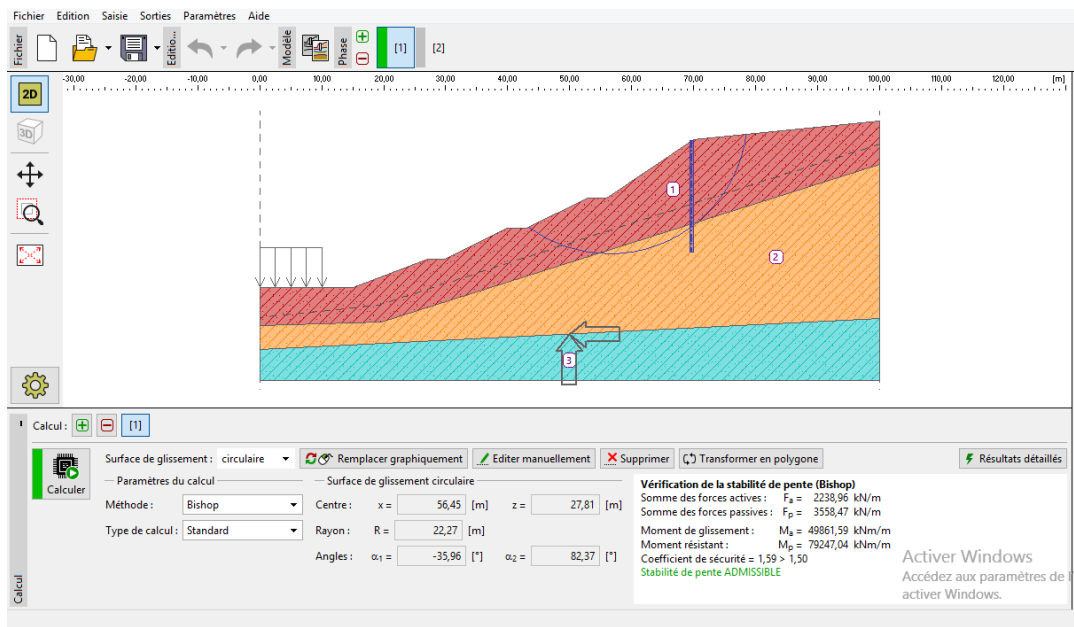 Fichier Edition Saisie Sorties Paramètres Aide
Fichier
Editio...
Modèle
Phase
[1] [2]
-30,00 -20,00 -10,00 0,00 10,00 20,00 30,00 40,00 50,00 60,00 70,00 80,00 90,00 100,00 110,00 120,00 [m]
2D
3D
1
2
3
Calcul : [1]
Calculer
Surface de glissement : circulaire Remplacer graphiquement Editer manuellement Supprimer Transformer en polygone Résultats détaillés
Paramètres du calcul
Méthode : Bishop
Type de calcul : Standard
Surface de glissement circulaire
Centre : x = 56,45 [m] z = 27,81 [m]
Rayon : R = 22,27 [m]
Angles : α1 = -35,96 [°] α2 = 82,37 [°]
Vérification de la stabilité de pente (Bishop)
Somme des forces actives : Fa = 2238,96 kN/m
Somme des forces passives : Fp = 3558,47 kN/m
Moment de glissement : Ma = 49861,59 kNm/m
Moment résistant : Mp = 79247,04 kNm/m
Coefficient de sécurité = 1,59 > 1,50
Stabilité de pente ADMISSIBLE
Activer Windows
Accédez aux paramètres de l
activer Windows.
Calcul